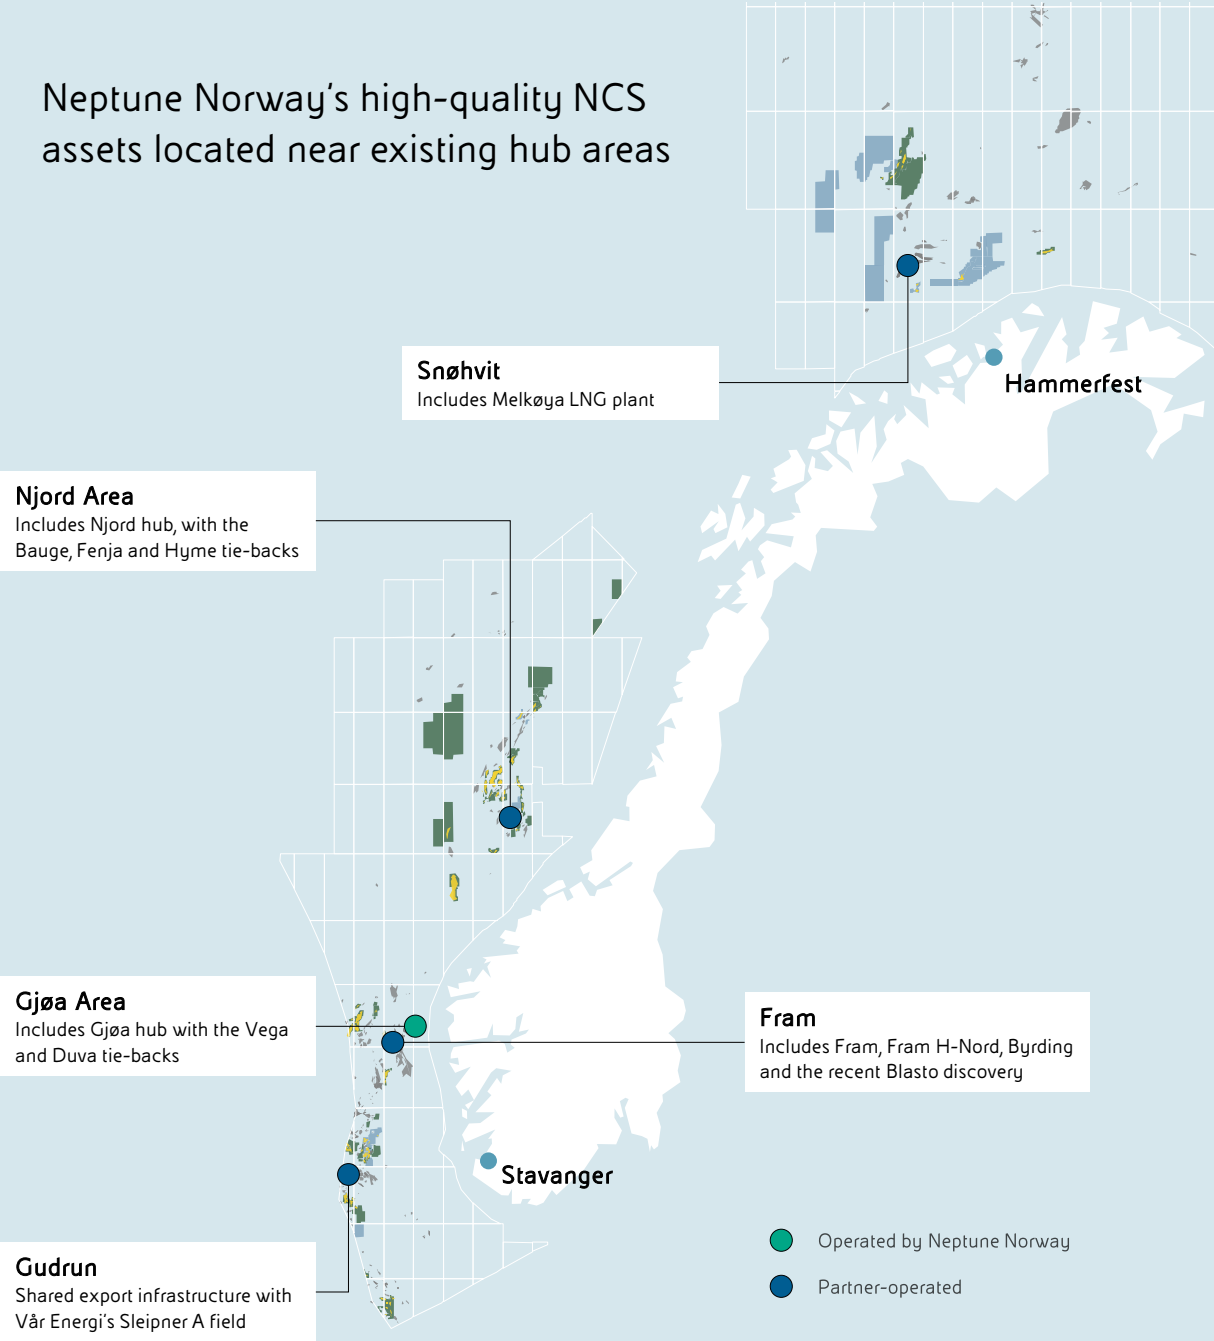 Neptune Norway's high-quality NCS
assets located near existing hub areas
Snøhvit
Includes Melkøya LNG plant
Hammerfest
Njord Area
Includes Njord hub, with the
Bauge, Fenja and Hyme tie-backs
Gjøa Area
Includes Gjøa hub with the Vega
and Duva tie-backs
Fram
Includes Fram, Fram H-Nord, Byrding
and the recent Blasto discovery
Stavanger
Gudrun
Shared export infrastructure with
Vår Energi's Sleipner A field
Operated by Neptune Norway
Partner-operated